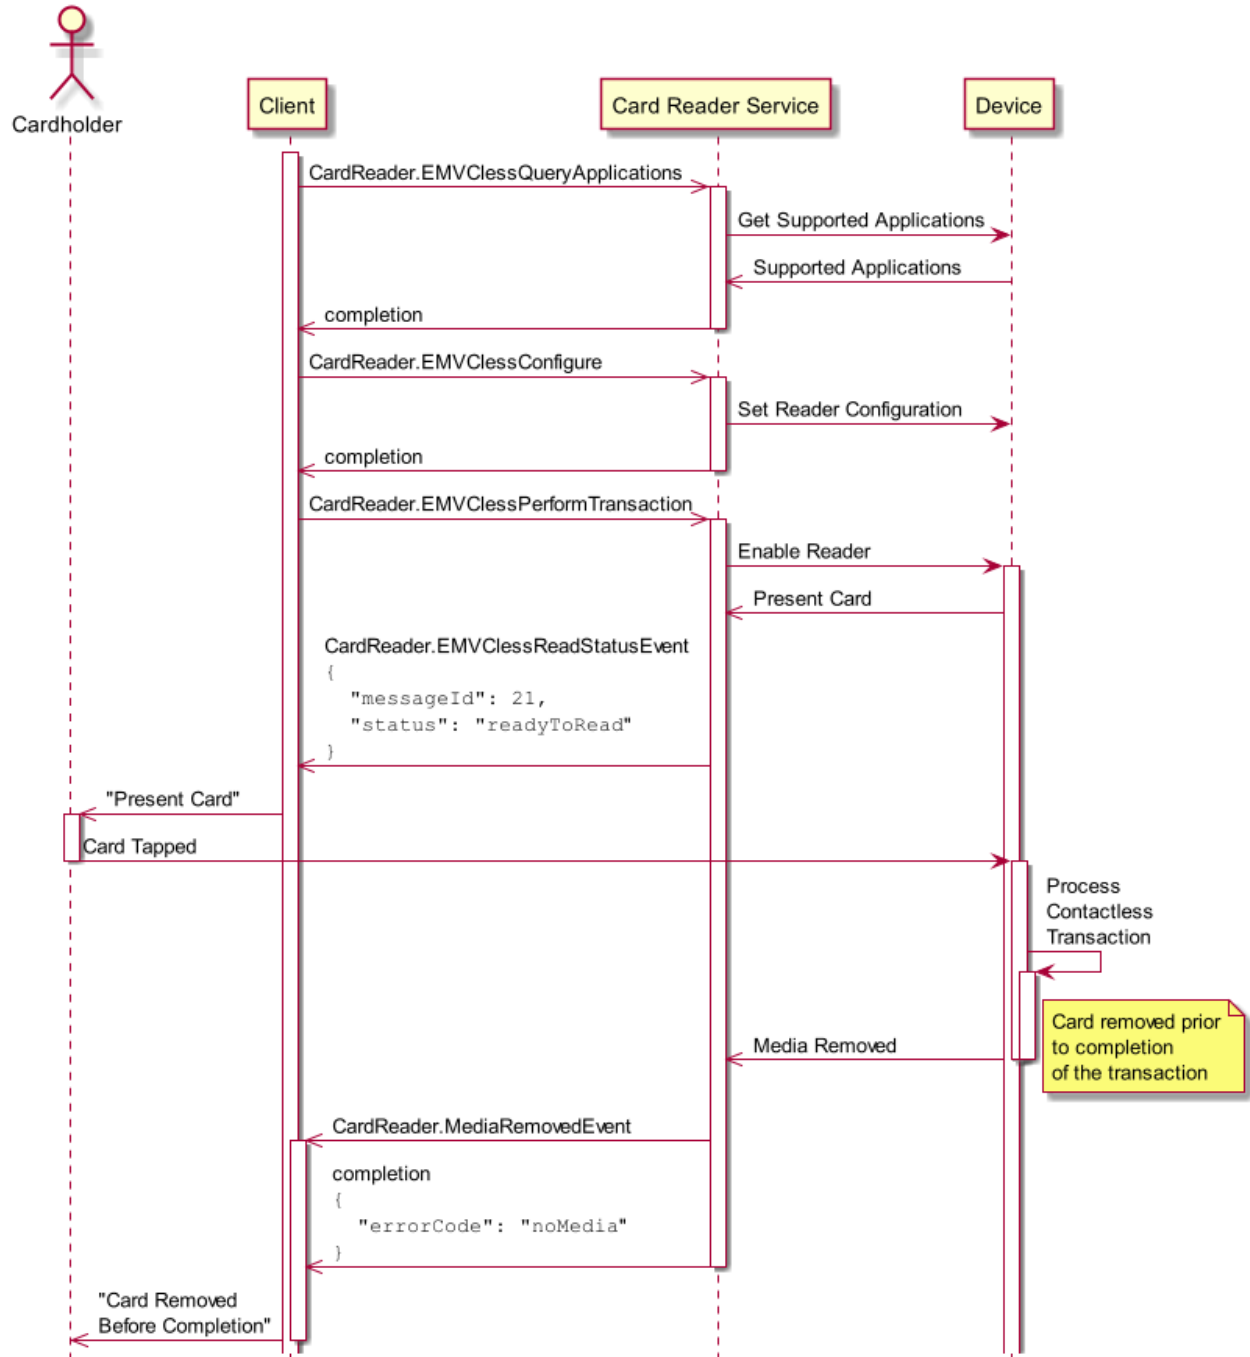 Cardholder
Client
Card Reader Service
Device
CardReader.EMVClessQueryApplications
Get Supported Applications
Supported Applications
completion
CardReader.EMVClessConfigure
Set Reader Configuration
completion
CardReader.EMVClessPerformTransaction
Enable Reader
Present Card
CardReader.EMVClessReadStatusEvent
{
"messageId": 21,
"status": "readyToRead"
}
"Present Card"
Card Tapped
Process
Contactless
Transaction
Card removed prior
to completion
of the transaction
Media Removed
CardReader.MediaRemovedEvent
completion
{
"errorCode": "noMedia"
}
"Card Removed
Before Completion"